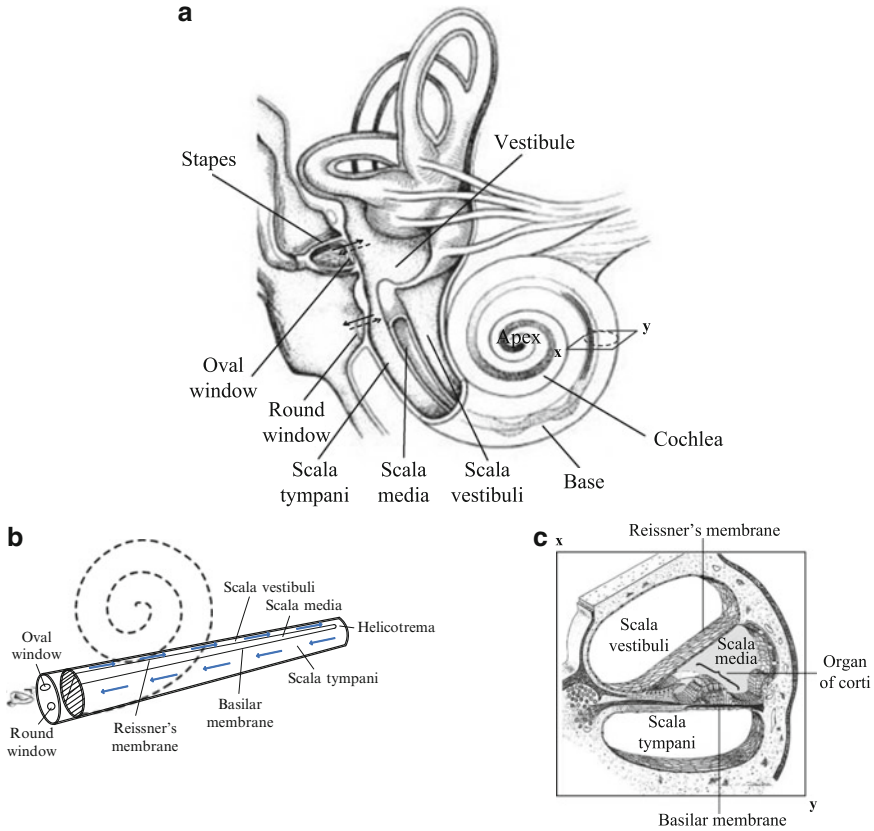 a
Vestibule
Stapes
y
Apex
x
Oval
window
Round
window
Cochlea
Scala
tympani
Scala
media
Scala
vestibuli
Base
b
Scala vestibuli
Scala media
Helicotrema
Oval
window
Scala tympani
Basilar
membrane
Reissner's
membrane
Round
window
c
x
Reissner's membrane
Scala
vestibuli
Scala
media
Organ
of corti
Scala
tympani
y
Basilar membrane